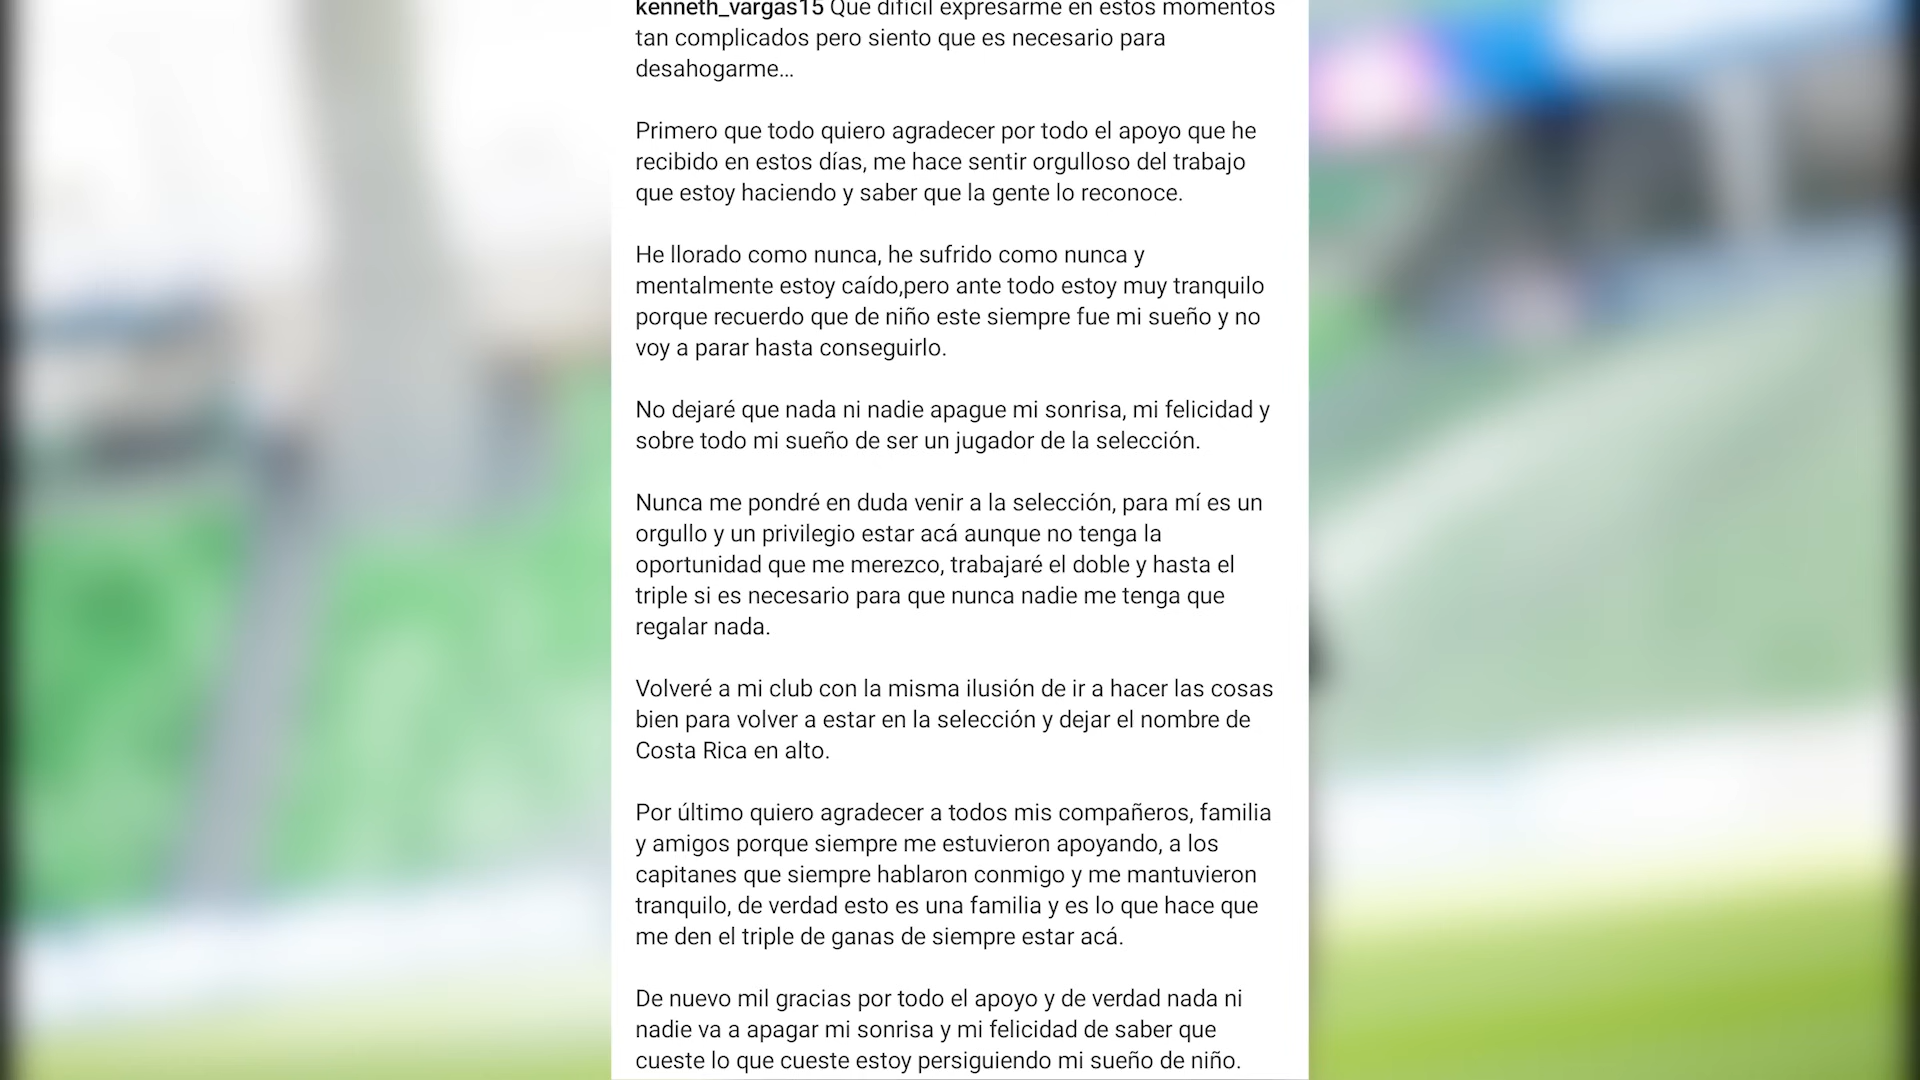 kenneth_vargas15 Que difícil expresarme en estos momentos
tan complicados pero siento que es necesario para
desahogarme...
Primero que todo quiero agradecer por todo el apoyo que he
recibido en estos días, me hace sentir orgulloso del trabajo
que estoy haciendo y saber que la gente lo reconoce.
He llorado como nunca, he sufrido como nunca y
mentalmente estoy caído,pero ante todo estoy muy tranquilo
porque recuerdo que de niño este siempre fue mi sueño y no
voy a parar hasta conseguirlo.
No dejaré que nada ni nadie apague mi sonrisa, mi felicidad y
sobre todo mi sueño de ser un jugador de la selección.
Nunca me pondré en duda venir a la selección, para mí es un
orgullo y un privilegio estar acá aunque no tenga la
oportunidad que me merezco, trabajaré el doble y hasta el
triple si es necesario para que nunca nadie me tenga que
regalar nada.
Volveré a mi club con la misma ilusión de ir a hacer las cosas
bien para volver a estar en la selección y dejar el nombre de
Costa Rica en alto.
Por último quiero agradecer a todos mis compañeros, familia
y amigos porque siempre me estuvieron apoyando, a los
capitanes que siempre hablaron conmigo y me mantuvieron
tranquilo, de verdad esto es una familia y es lo que hace que
me den el triple de ganas de siempre estar acá.
De nuevo mil gracias por todo el apoyo y de verdad nada ni
nadie va a apagar mi sonrisa y mi felicidad de saber que
cueste lo que cueste estoy persiguiendo mi sueño de niño.